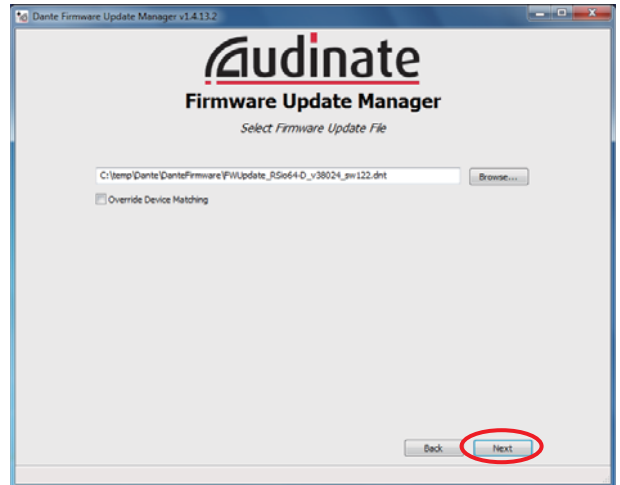 Dante Firmware Update Manager v1.4.13.2
Audinate
Firmware Update Manager
Select Firmware Update File
C:\temp\Dante\DanteFirmware\FWUpdate_RSio64-D_v38024_sw122.dnt
Browse...
Override Device Matching
Back
Next